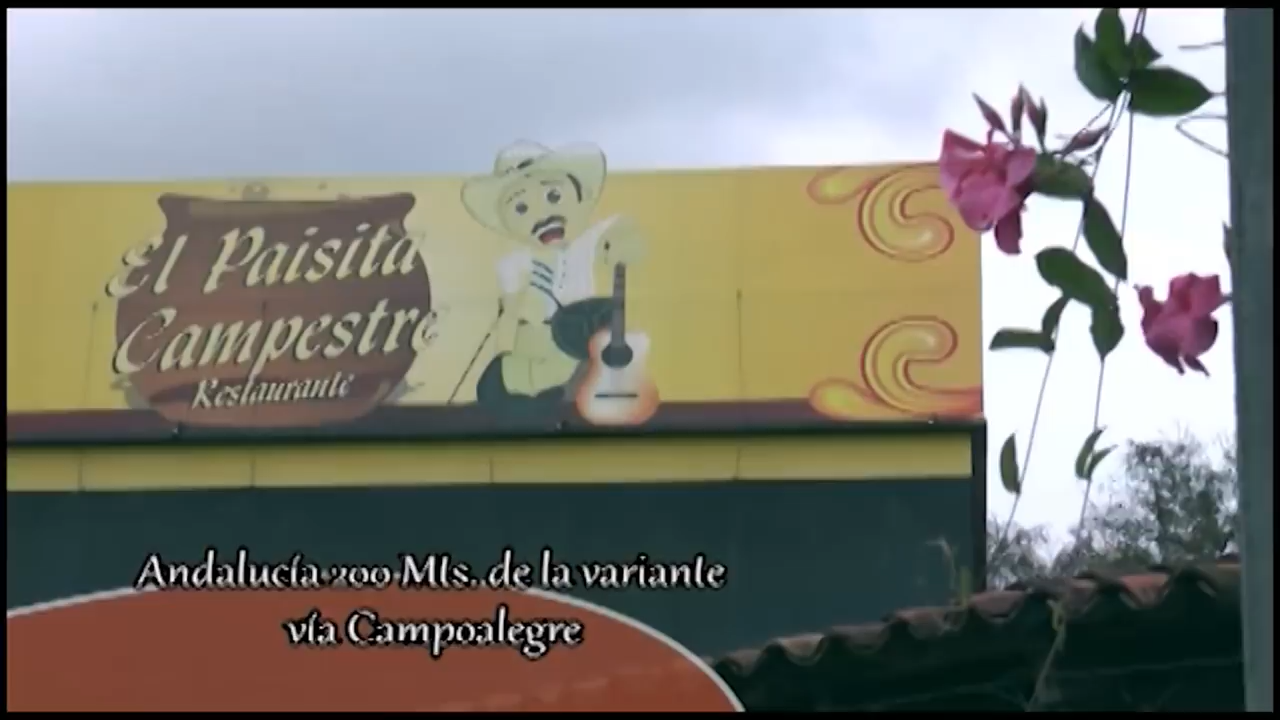 El Paisita
Campestre
Restaurante
Andalucía 200 Mts. de la variante
vía Campoalegre